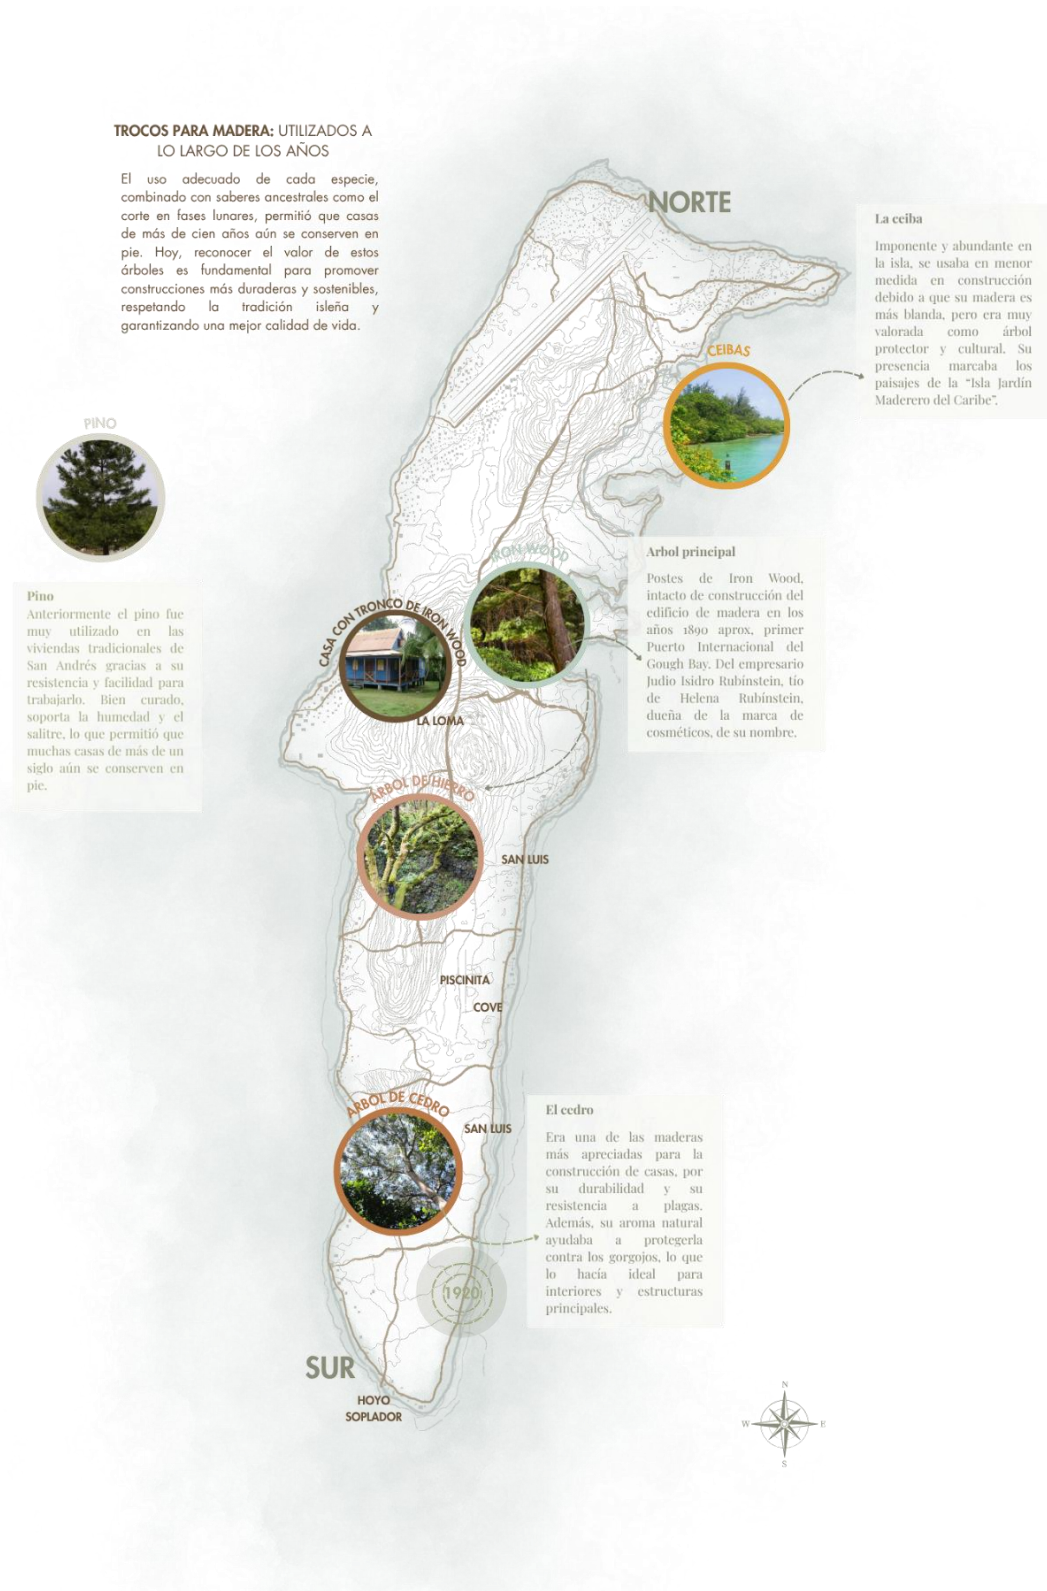 TROCOS PARA MADERA: UTILIZADOS A
LO LARGO DE LOS AÑOS
El uso adecuado de cada especie,
combinado con saberes ancestrales como el
corte en fases lunares, permitió que casas
de más de cien años aún se conserven en
pie. Hoy, reconocer el valor de estos
árboles es fundamental para promover
construcciones más duraderas y sostenibles,
respetando la tradición isleña y
garantizando una mejor calidad de vida.
NORTE
La ceiba
Imponente y abundante en
la isla, se usaba en menor
medida en construcción
debido a que su madera es
más blanda, pero era muy
valorada como árbol
protector y cultural. Su
presencia marcaba los
paisajes de la “Isla Jardín
Maderero del Caribe”.
CEIBAS
PINO
Pino
Anteriormente el pino fue
muy utilizado en las
viviendas tradicionales de
San Andrés gracias a su
resistencia y facilidad para
trabajarlo. Bien curado,
soporta la humedad y el
salitre, lo que permitió que
muchas casas de más de un
siglo aún se conserven en
pie.
IRON WOOD
Arbol principal
Postes de Iron Wood,
intacto de construcción del
edificio de madera en los
años 1890 aprox, primer
Puerto Internacional del
Gough Bay. Del empresario
Judio Isidro Rubínstein, tío
de Helena Rubínstein,
dueña de la marca de
cosméticos, de su nombre.
CASA CON TRONCO DE IRON WOOD
LA LOMA
ARBOL DE HIERRO
SAN LUIS
PISCINITA
COVE
ARBOL DE CEDRO
SAN LUIS
El cedro
Era una de las maderas
más apreciadas para la
construcción de casas, por
su durabilidad y su
resistencia a plagas.
Además, su aroma natural
ayudaba a protegerla
contra los gorgojos, lo que
lo hacía ideal para
interiores y estructuras
principales.
1920
SUR
HOYO
SOPLADOR
N
W E
S